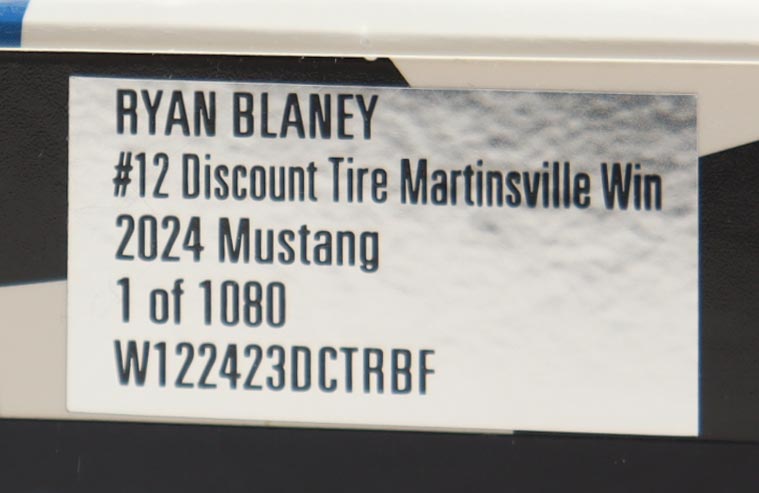 RYAN BLANEY
#12 Discount Tire Martinsville Win
2024 Mustang
1 of 1080
W122423DCTRBF